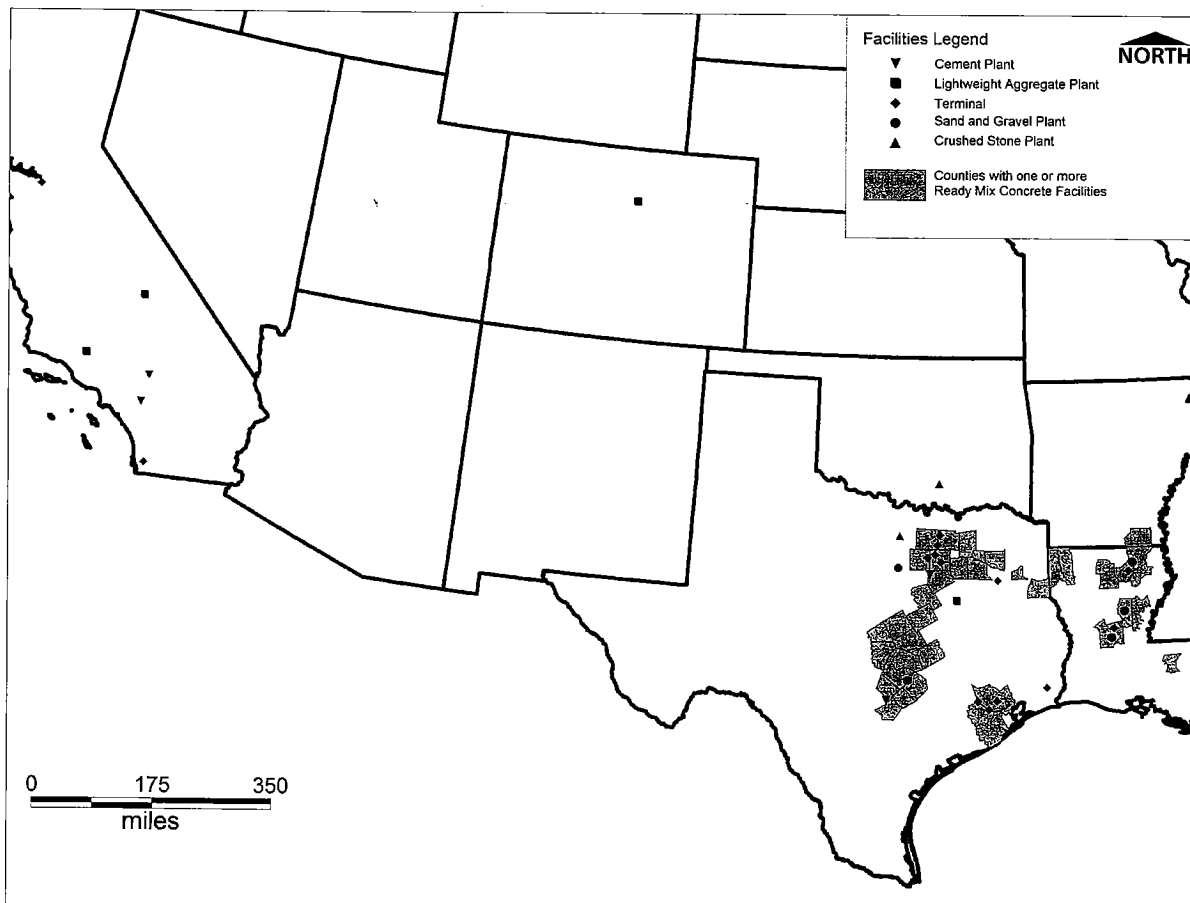 Facilities Legend
NORTH
Cement Plant
Lightweight Aggregate Plant
Terminal
Sand and Gravel Plant
Crushed Stone Plant
Counties with one or more
Ready Mix Concrete Facilities
0 175 350
miles